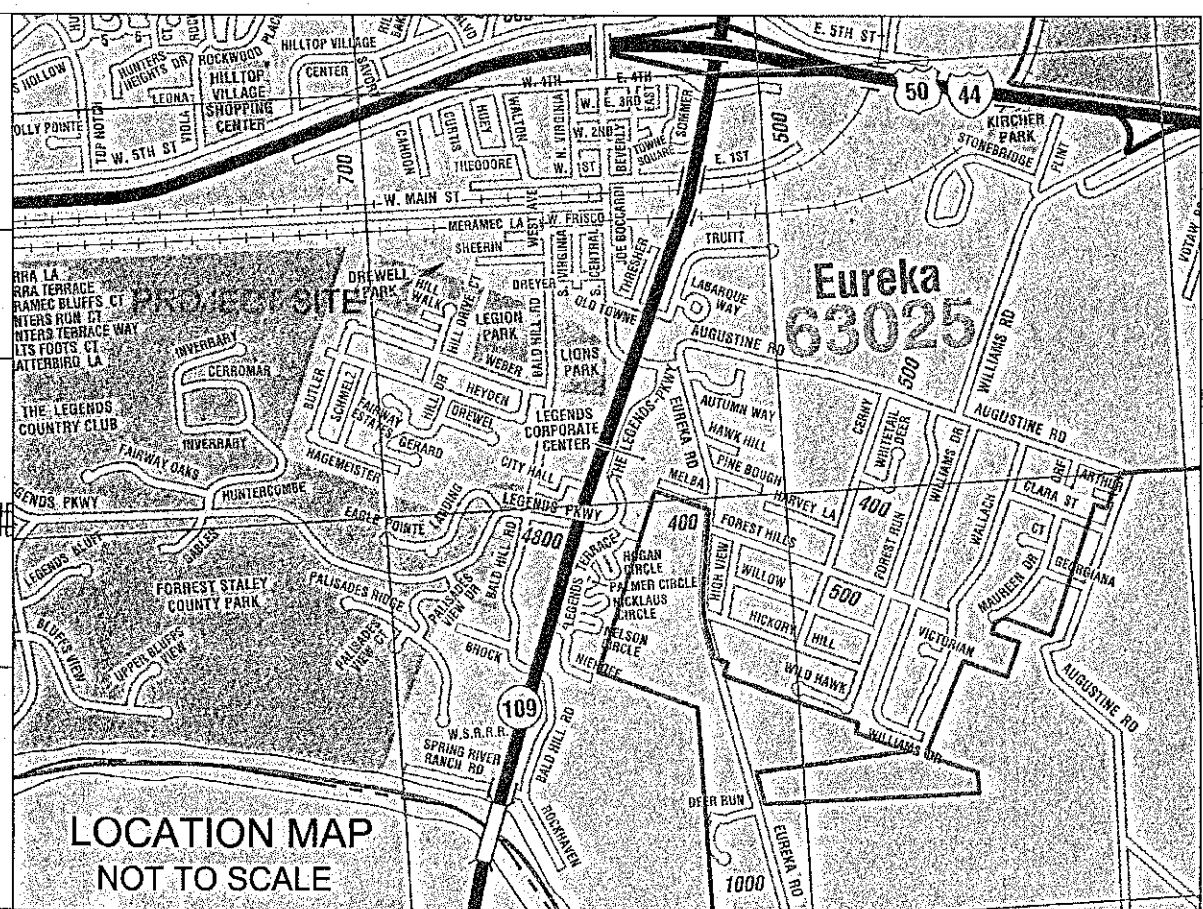 E. 5TH ST
HUNTERS
HEIGHTS DR
ROCKWOOD
HILLTOP VILLAGE
CENTER
S HOLLOW
LEONA
VIOLA
HILLTOP
VILLAGE
SHOPPING
CENTER
OLLY POINTE
TOP NOTCH
W. 5TH ST
700
CAHOON
CURTIS
HUEY
WALTON
W. 4TH
E. 4TH
W. N. VIRGINIA
W.
E. 3RD
EAST
W. 2ND
BEVERLY
TOWNE
SQUARE
SOMMER
500
50
44
KIRCHER
PARK
STONEBRIDGE
FLINT
THEODORE
W.
1ST
E. 1ST
W. MAIN ST
MERAMEC LA
WEST AVE
W. FRISCO
JOE BOCCARDI
SHEERIN
S. VIRGINIA
S. CENTRAL
THRESHER
TRUITT
VOTAW
RRA LA
RRA TERRACE
RAMEC BLUFFS CT
NTERS RUN CT
NTERS TERRACE WAY
LTS FOOTS CT
ATTERBIRD LA
PROJECT SITE
DREWELL
PARK
HILL
WALK
HILL DRIVE CT
LEGION
PARK
DREYER
BALD HILL RD
OLD TOWNE
LABARQUE
WAY
Eureka
63025
INVERRARY
CERROMAR
WEBER
LIONS
PARK
AUGUSTINE RD
500
WILLIAMS RD
THE LEGENDS
COUNTRY CLUB
BUTLER
SCHMELZ
FAIRWAY
ESTATES
HILL DR
HEYDEN
DREWEL
GERARD
LEGENDS
CORPORATE
CENTER
THE LEGENDS PKWY
EUREKA RD
AUTUMN WAY
HAWK HILL
CERNY
WHITETAIL
DEER
WILLIAMS DR
AUGUSTINE RD
INVERRARY
FAIRWAY OAKS
HAGEMEISTER
CITY HALL
MELBA
PINE BOUGH
HARVEY LA
400
WALLACH
ORF
ARTHUR
CLARA ST
EGENDS PKWY
HUNTERCOMBE
EAGLE POINTE
LANDING
LEGENDS PKWY
4800
BALD HILL RD
400
FOREST HILLS
FOREST RUN
CT
GEORGIANA
LEGENDS BLUFF
GABLES
FORREST STALEY
COUNTY PARK
PALISADES RIDGE
PALISADES
VIEW DR
LEGENDS TERRACE
HOGAN
CIRCLE
PALMER CIRCLE
NICKLAUS
CIRCLE
NELSON
CIRCLE
HIGH VIEW
WILLOW
500
MAUREEN DR
BLUFFS VIEW
UPPER BLUFFS
VIEW
PALISADES
VIEW CT
BROCK
NIEHOFF
HICKORY
HILL
VICTORIAN
WILD HAWK
AUGUSTINE RD
109
W.S.R.R.R.
SPRING RIVER
RANCH RD
BALD HILL RD
WILLIAMS DR
ROCKHAVEN
DEER RUN
EUREKA RD
1000
LOCATION MAP
NOT TO SCALE